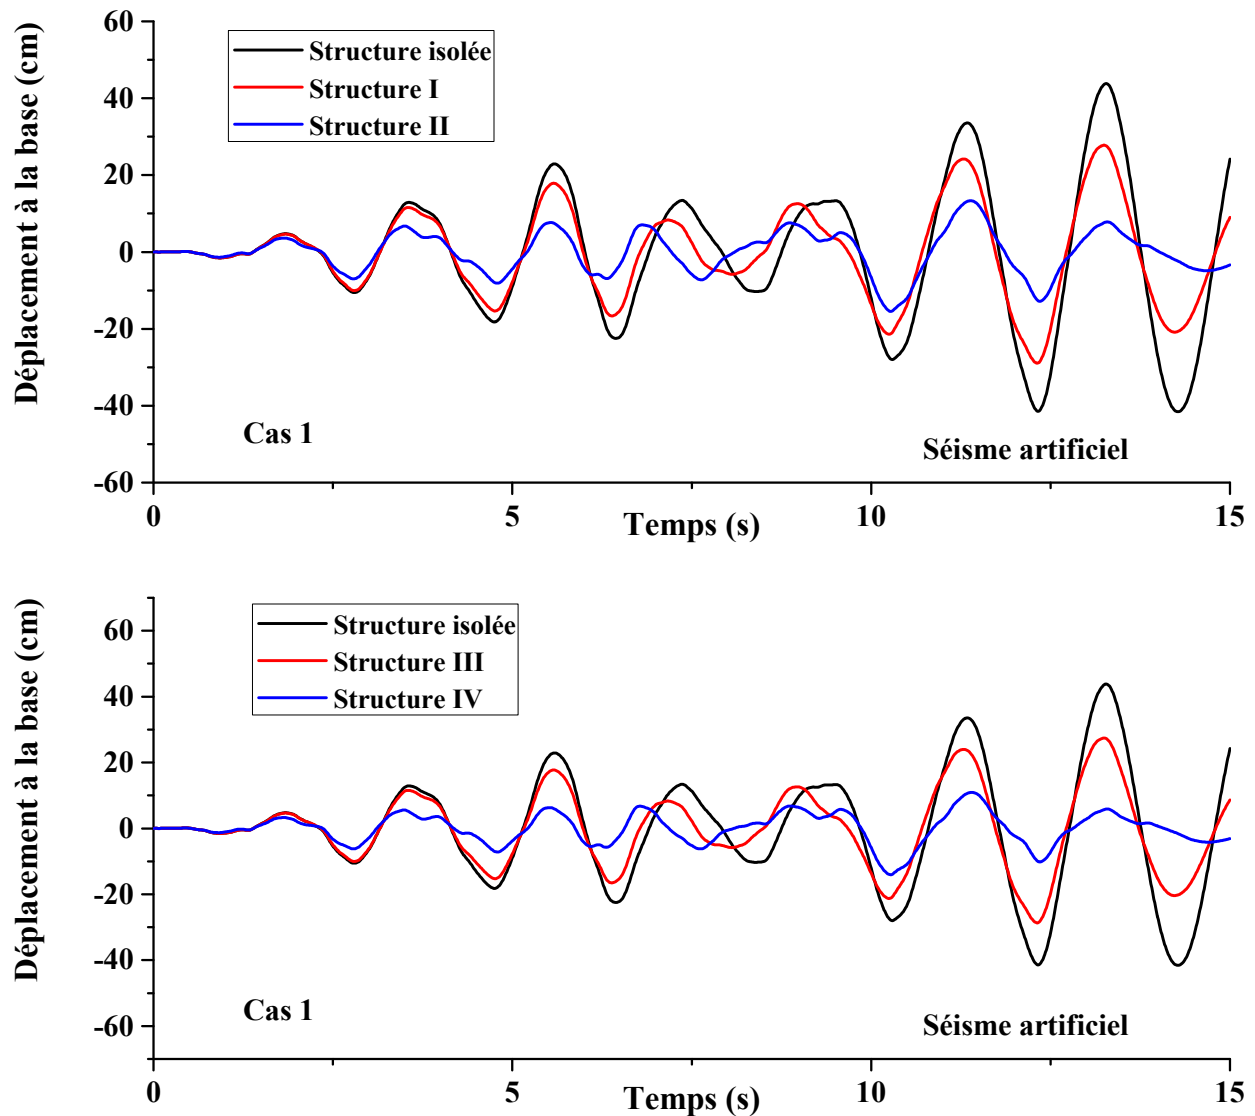 Déplacement à la base (cm)
60
40
20
0
-20
-40
-60
Structure isolée
Structure I
Structure II
Cas 1
Séisme artificiel
0
5
10
15
Temps (s)
Déplacement à la base (cm)
60
40
20
0
-20
-40
-60
Structure isolée
Structure III
Structure IV
Cas 1
Séisme artificiel
0
5
10
15
Temps (s)